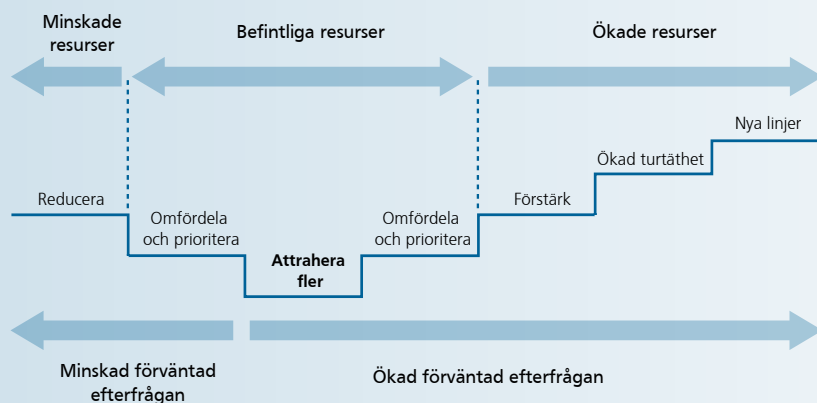 Minskade
resurser
Befintliga resurser
Ökade resurser
Nya linjer
Ökad turtäthet
Reducera
Förstärk
Omfördela
och prioritera
Omfördela
och prioritera
Attrahera
fler
Minskad förväntad
efterfrågan
Ökad förväntad efterfrågan